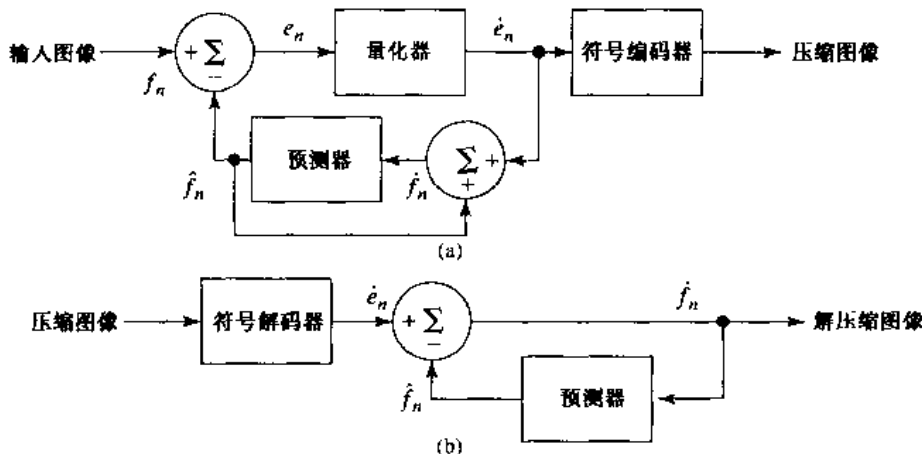 输入图像
+ Σ −
f_n
e_n
量化器
ė_n
符号编码器
压缩图像
f̂_n
预测器
ḟ_n
Σ + +
(a)
压缩图像
符号解码器
ė_n
+ Σ −
ḟ_n
解压缩图像
f̂_n
预测器
(b)